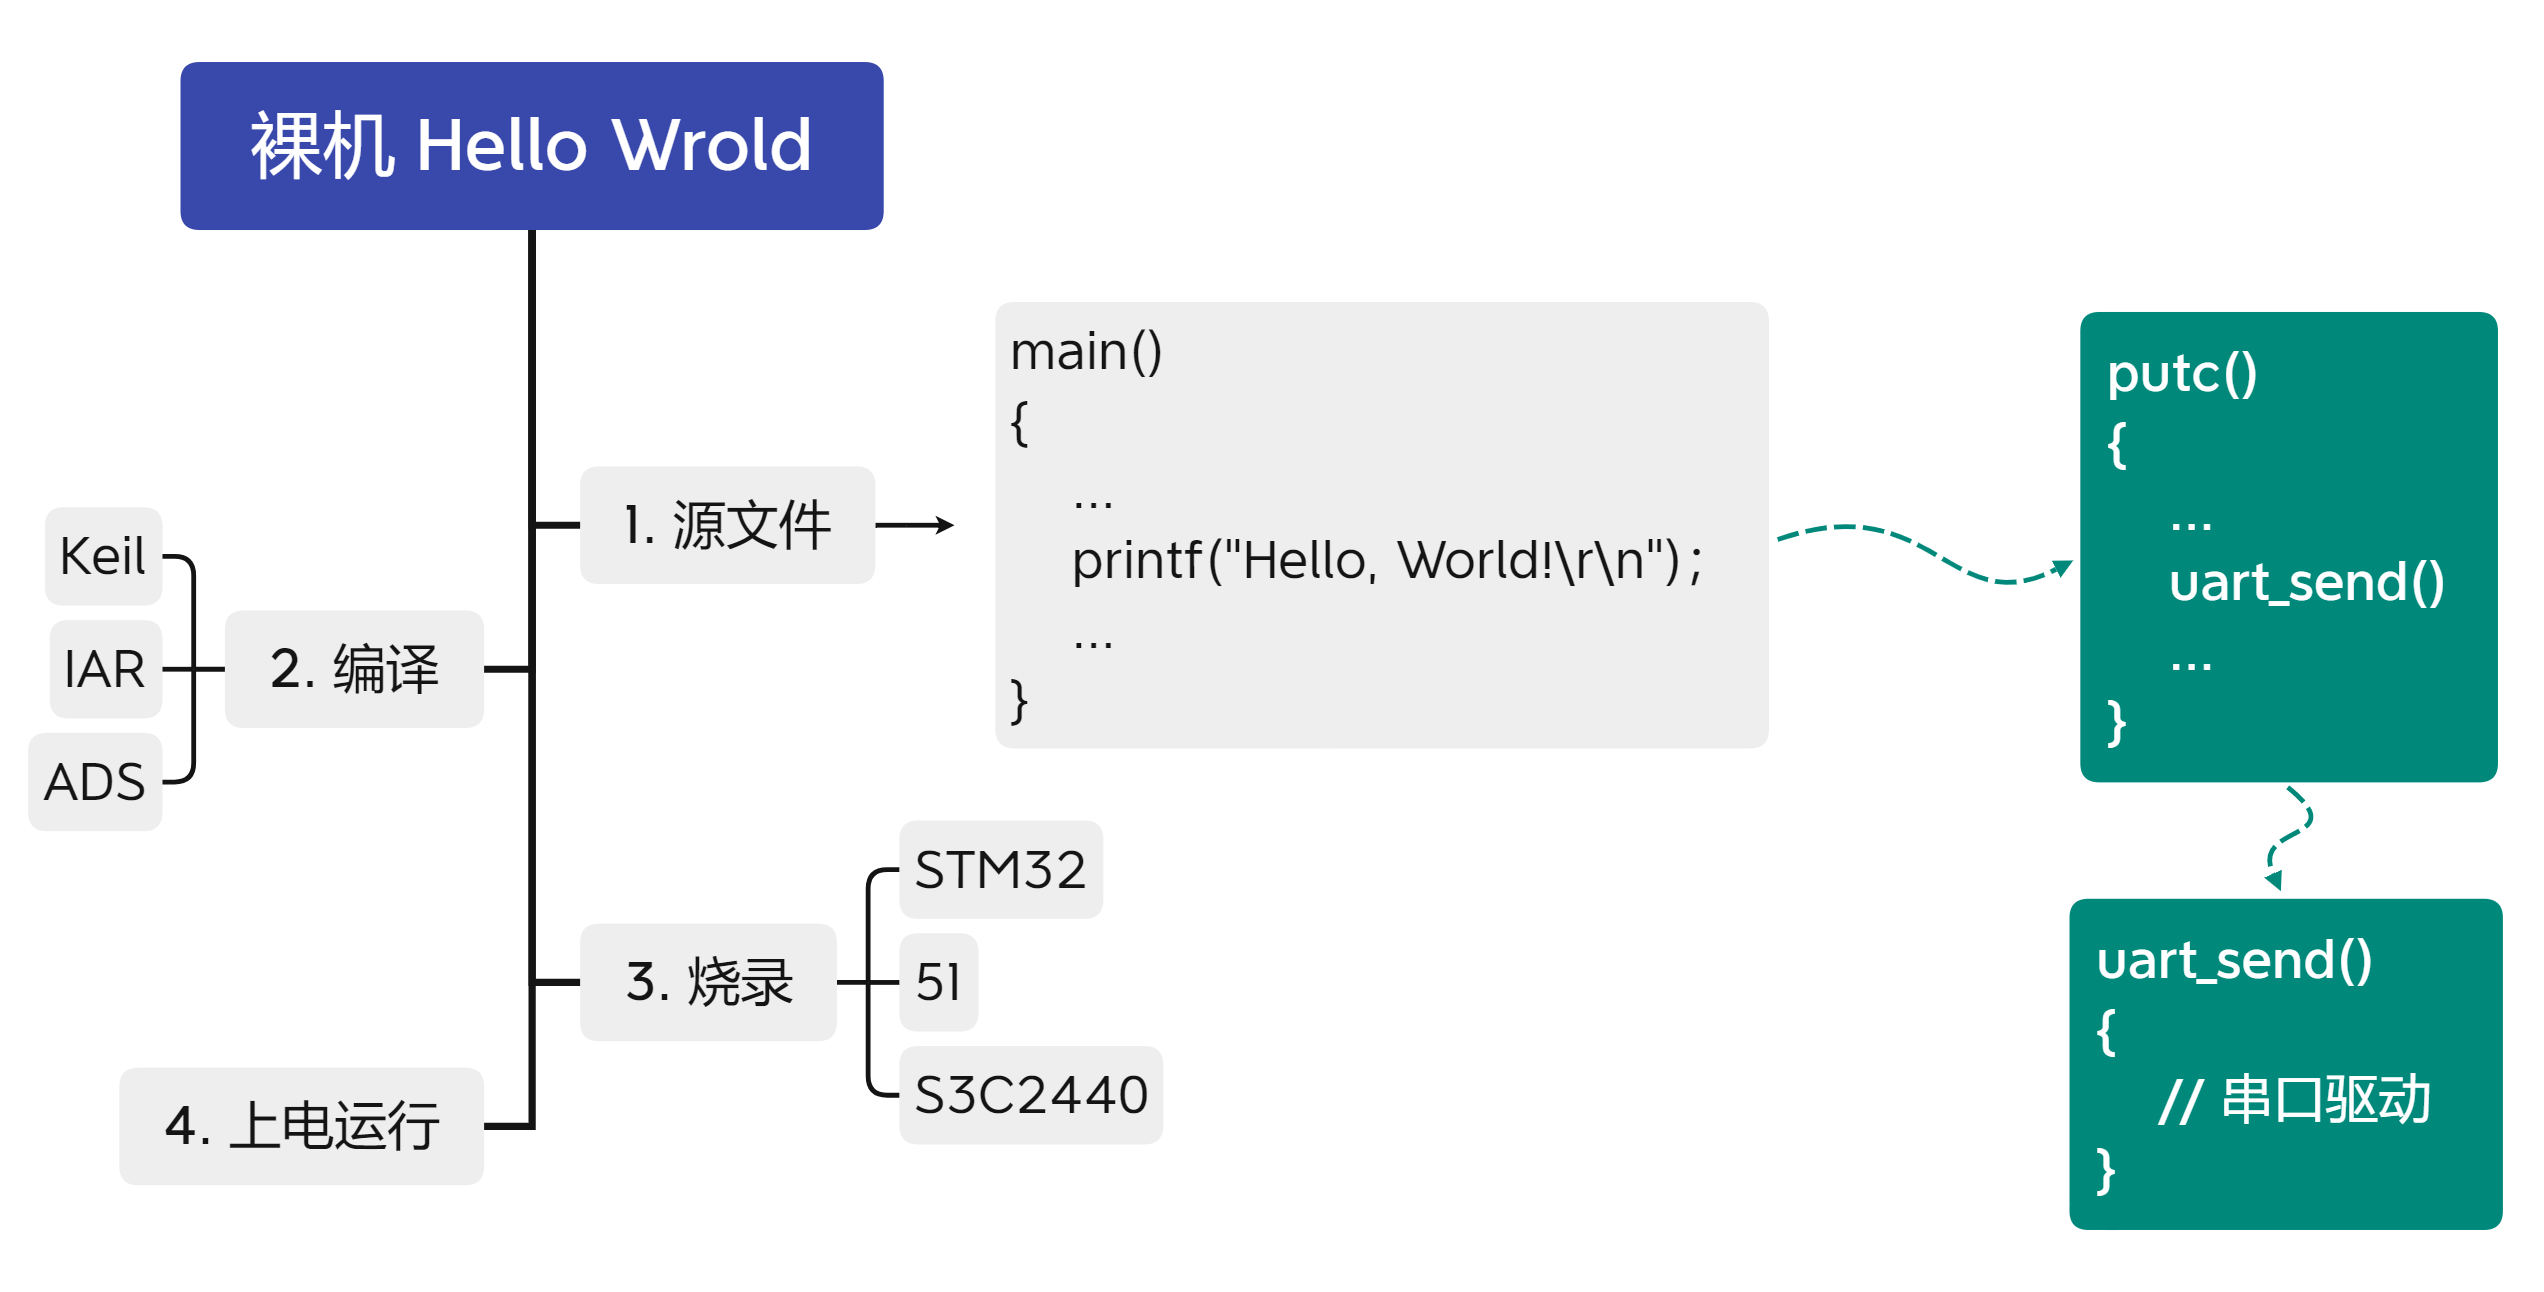 裸机 Hello Wrold
1. 源文件
main()
{
...
printf("Hello, World!\r\n");
...
}
putc()
{
...
uart_send()
...
}
uart_send()
{
// 串口驱动
}
2. 编译
Keil
IAR
ADS
3. 烧录
STM32
51
S3C2440
4. 上电运行